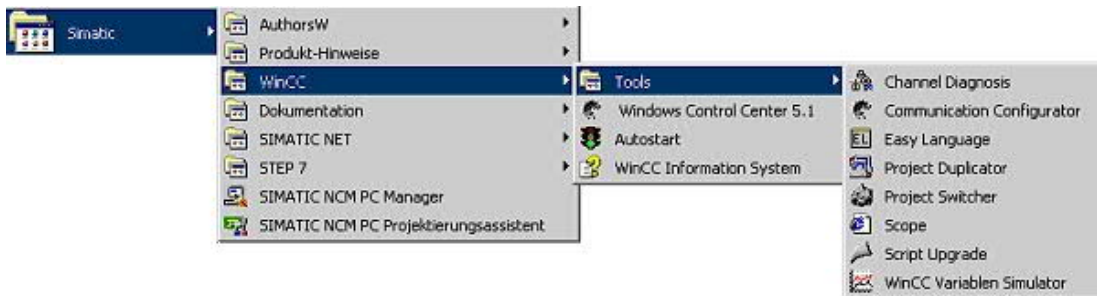 Simatic
AuthorsW
Produkt-Hinweise
WinCC
Dokumentation
SIMATIC NET
STEP 7
SIMATIC NCM PC Manager
SIMATIC NCM PC Projektierungsassistent
Tools
Windows Control Center 5.1
Autostart
WinCC Information System
Channel Diagnosis
Communication Configurator
EL Easy Language
Project Duplicator
Project Switcher
Scope
Script Upgrade
WinCC Variablen Simulator